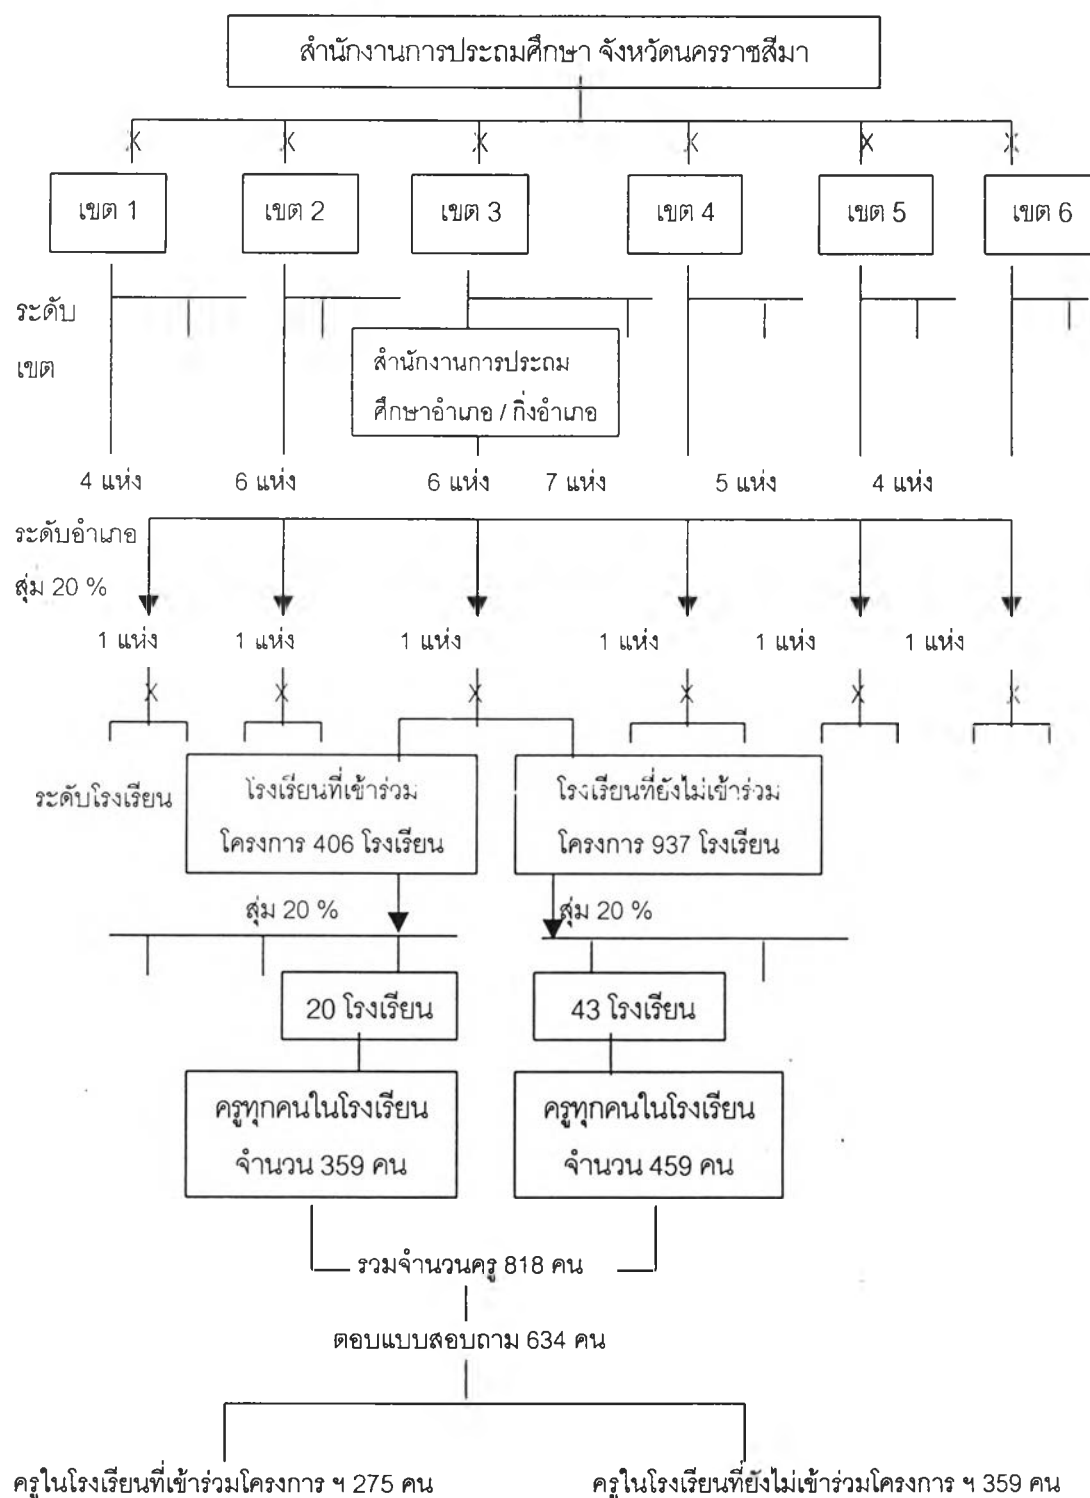 สำนักงานการประถมศึกษา จังหวัดนครราชสีมา
X X X X X X
เขต 1 เขต 2 เขต 3 เขต 4 เขต 5 เขต 6
ระดับ
เขต
สำนักงานการประถม
ศึกษาอำเภอ / กิ่งอำเภอ
4 แห่ง 6 แห่ง 6 แห่ง 7 แห่ง 5 แห่ง 4 แห่ง
ระดับอำเภอ
สุ่ม 20 %
1 แห่ง 1 แห่ง 1 แห่ง 1 แห่ง 1 แห่ง 1 แห่ง
X X X X X X
ระดับโรงเรียน
โรงเรียนที่เข้าร่วม
โครงการ 406 โรงเรียน
โรงเรียนที่ยังไม่เข้าร่วม
โครงการ 937 โรงเรียน
สุ่ม 20 % สุ่ม 20 %
20 โรงเรียน 43 โรงเรียน
ครูทุกคนในโรงเรียน
จำนวน 359 คน
ครูทุกคนในโรงเรียน
จำนวน 459 คน
รวมจำนวนครู 818 คน
ตอบแบบสอบถาม 634 คน
ครูในโรงเรียนที่เข้าร่วมโครงการ ฯ 275 คน ครูในโรงเรียนที่ยังไม่เข้าร่วมโครงการ ฯ 359 คน